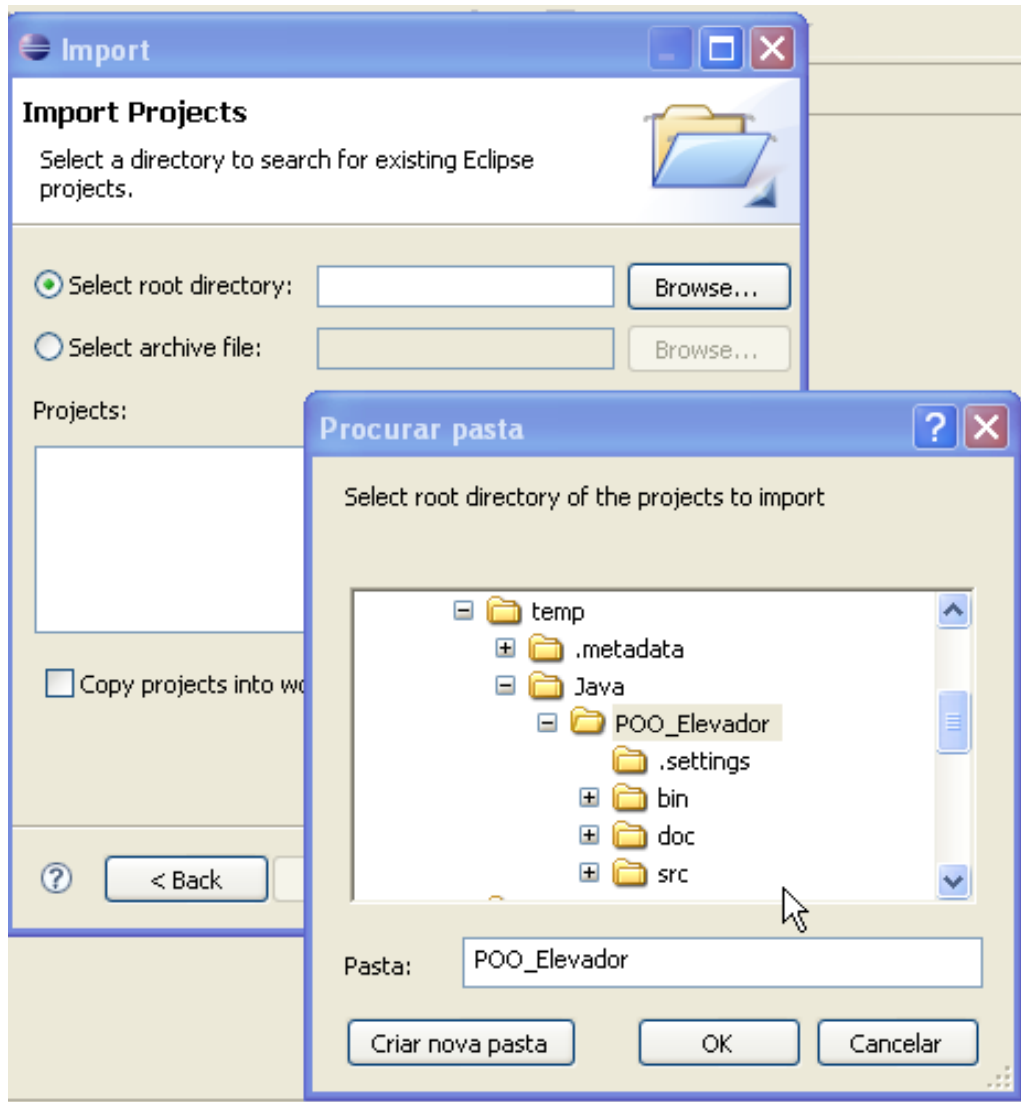 Import
Import Projects
Select a directory to search for existing Eclipse
projects.
Select root directory:
Browse...
Select archive file:
Browse...
Projects:
Copy projects into
< Back
Procurar pasta
Select root directory of the projects to import
temp
.metadata
Java
POO_Elevador
.settings
bin
doc
src
Pasta: POO_Elevador
Criar nova pasta
OK
Cancelar